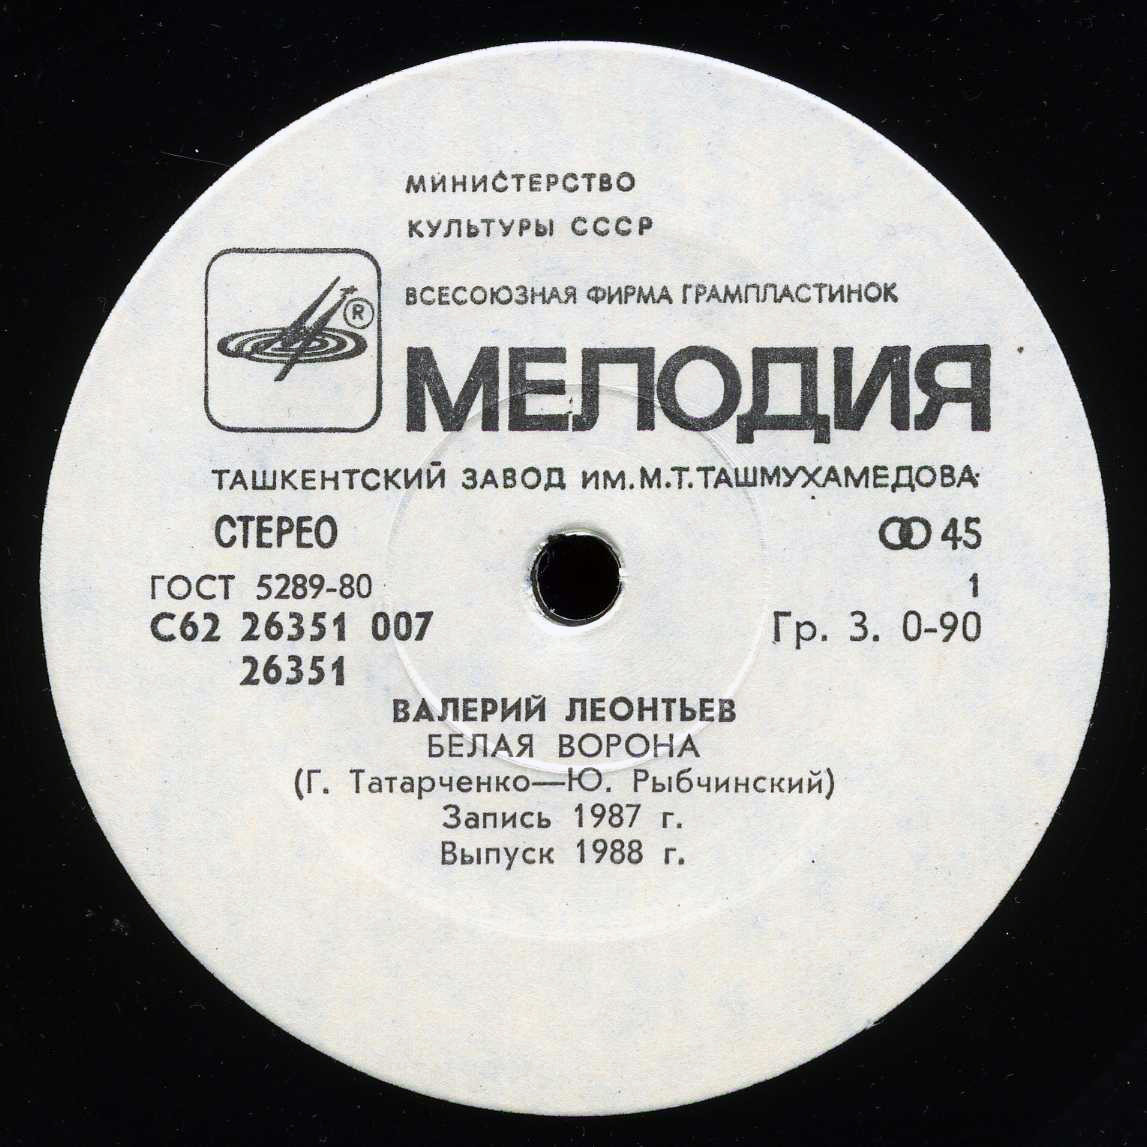 МИНИСТЕРСТВО
КУЛЬТУРЫ СССР
ВСЕСОЮЗНАЯ ФИРМА ГРАМПЛАСТИНОК
®
МЕЛОДИЯ
ТАШКЕНТСКИЙ ЗАВОД ИМ. М.Т. ТАШМУХАМЕДОВА
СТЕРЕО 45
ГОСТ 5289-80 1
С62 26351 007 Гр. 3. 0-90
26351
ВАЛЕРИЙ ЛЕОНТЬЕВ
БЕЛАЯ ВОРОНА
(Г. Татарченко—Ю. Рыбчинский)
Запись 1987 г.
Выпуск 1988 г.